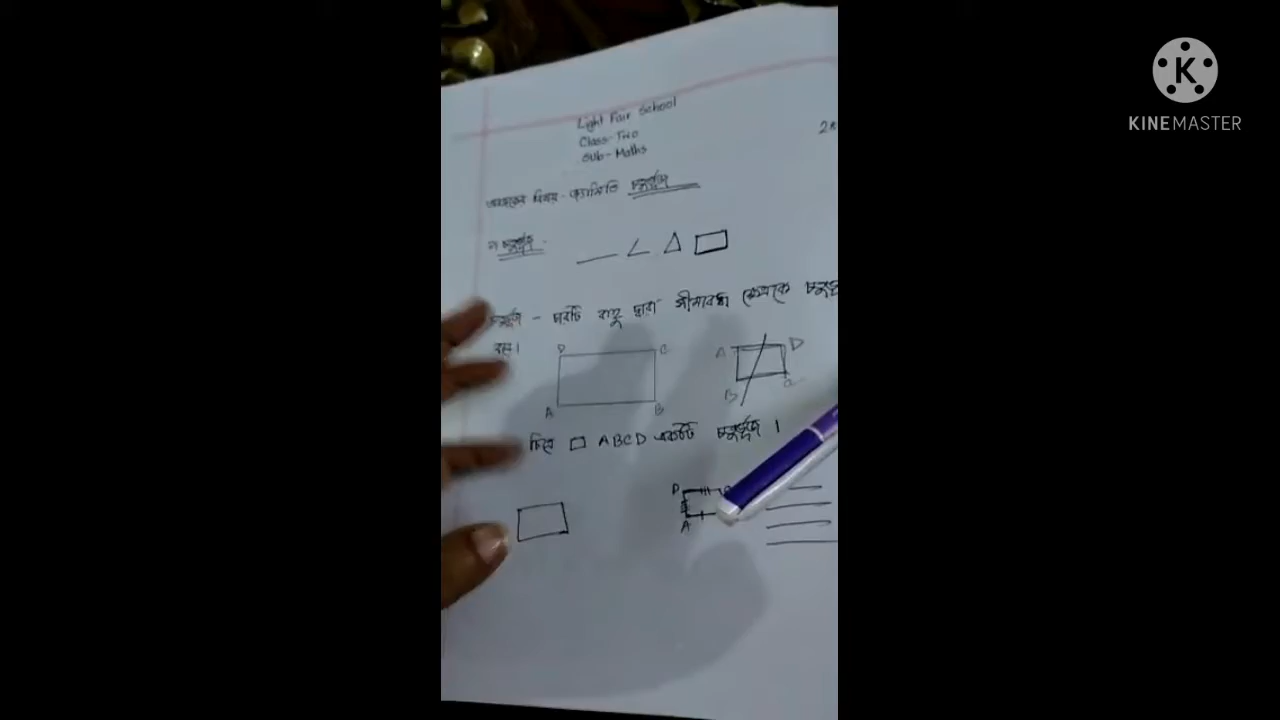 KINEMASTER
Light Fair School
Class-Two
Sub-Maths
2
আজকের বিষয়- জ্যামিতি চতুর্ভুজ
চতুর্ভুজ -
চতুর্ভুজ - চারটি বাহু দ্বারা সীমাবদ্ধ ক্ষেত্রকে চতুর্ভুজ
বলে।
D C A D
A B B C
চিত্রে □ ABCD একটি চতুর্ভুজ।
D
A